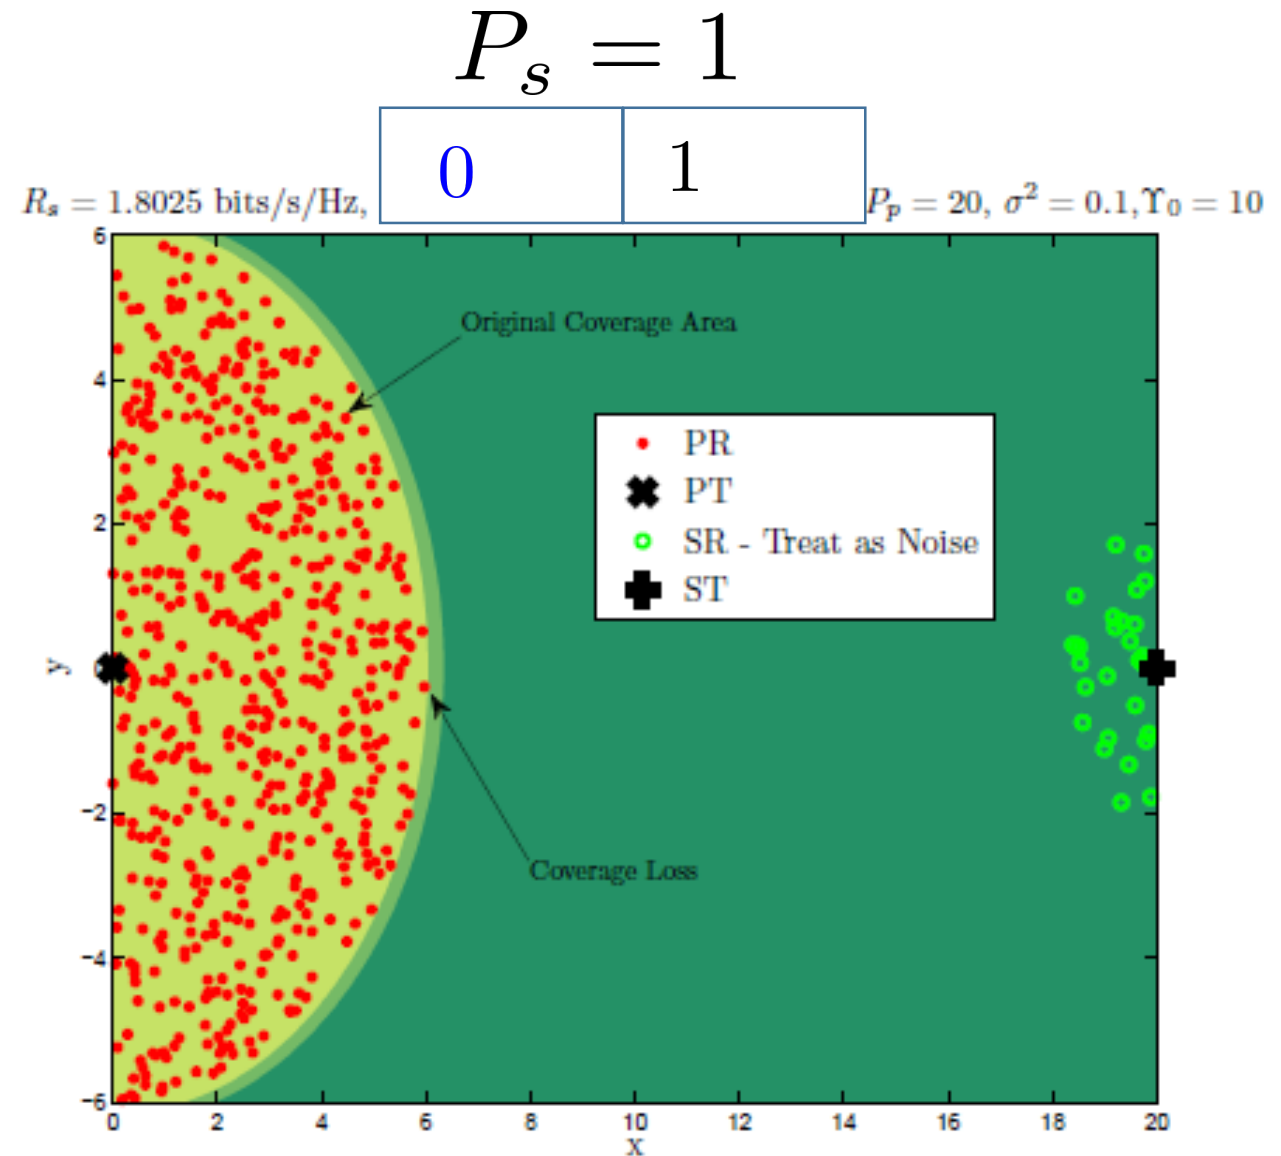 P_s = 1
0 1
R_s = 1.8025 bits/s/Hz, P_p = 20, σ² = 0.1, Υ₀ = 10
6
Original Coverage Area
4
PR
PT
2
SR - Treat as Noise
ST
y 0
−2
Coverage Loss
−4
−6
0 2 4 6 8 10 12 14 16 18 20
x